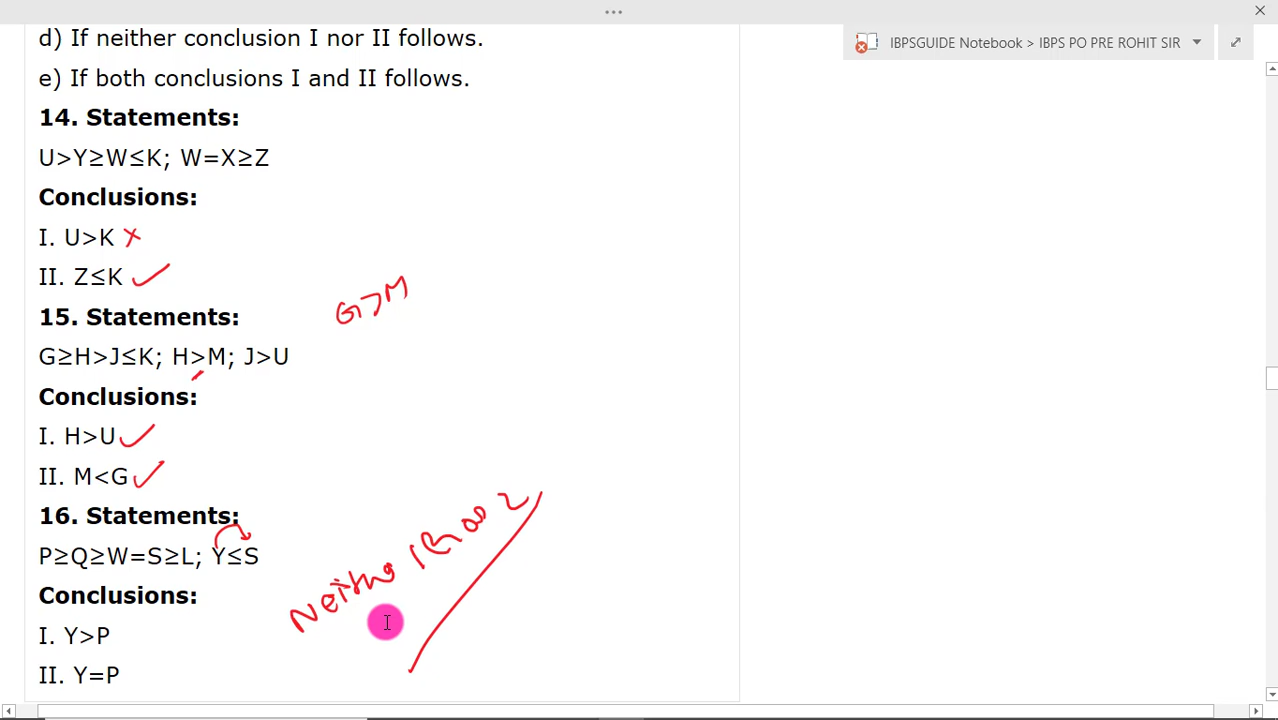 d) If neither conclusion I nor II follows.
IBPSGUIDE Notebook > IBPS PO PRE ROHIT SIR
e) If both conclusions I and II follows.
14. Statements:
U>Y≥W≤K; W=X≥Z
Conclusions:
I. U>K
II. Z≤K
G>M
15. Statements:
G≥H>J≤K; H>M; J>U
Conclusions:
I. H>U
II. M<G
16. Statements:
P≥Q≥W=S≥L; Y≤S
Conclusions:
I. Y>P
II. Y=P